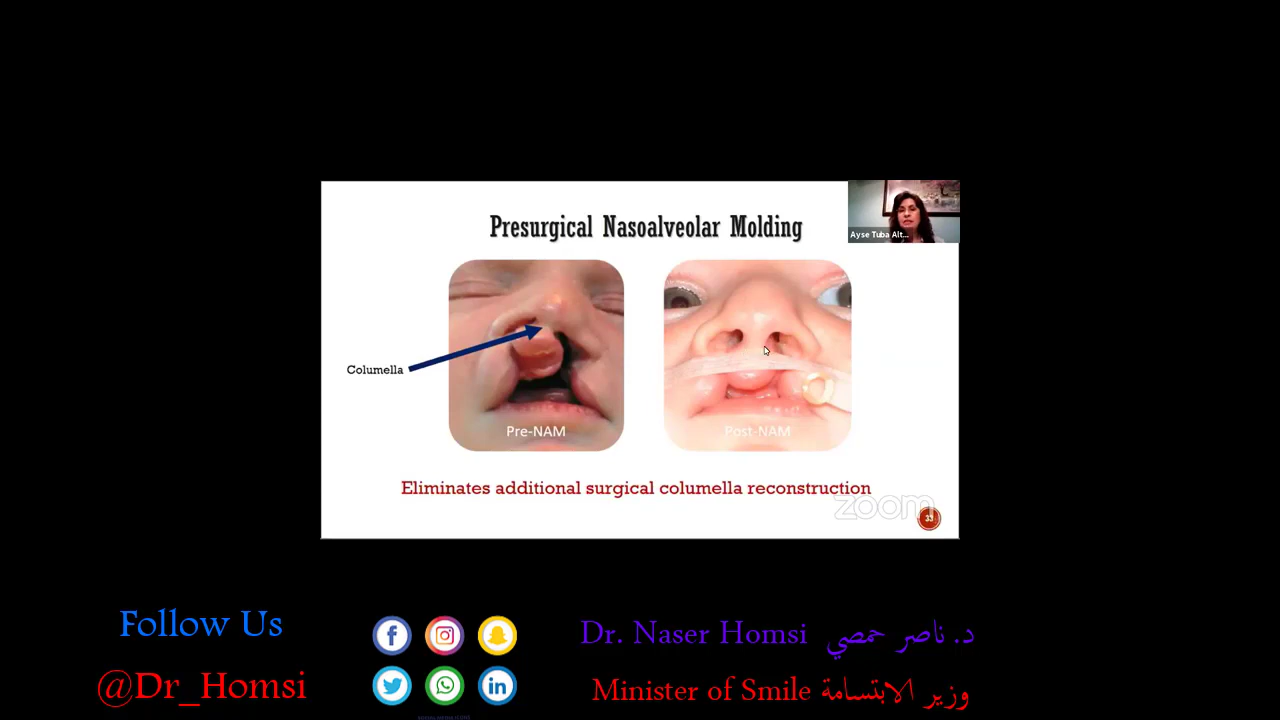 Presurgical Nasoalveolar Molding
Ayse Tuba Alt...
Columella
Pre-NAM
Post-NAM
Eliminates additional surgical columella reconstruction
zoom
33
Follow Us
@Dr_Homsi
Dr. Naser Homsi د. ناصر حمصي
Minister of Smile وزير الابتسامة